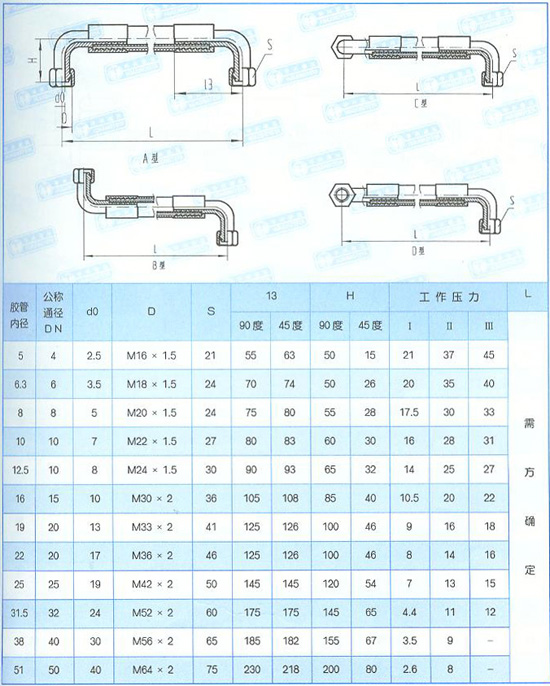 H
S
d0
D
13
L
A型
S
L
C型
S
L
B型
S
L
D型
胶管内径 公称通径DN d0 D S 13 H 工作压力 L
90度 45度 90度 45度 I II III
5 4 2.5 M16 × 1.5 21 55 63 50 15 21 37 45
6.3 6 3.5 M18 × 1.5 24 70 74 50 26 20 35 40
8 8 5 M20 × 1.5 24 75 80 55 28 17.5 30 33
10 10 7 M22 × 1.5 27 80 83 60 30 16 28 31
12.5 10 8 M24 × 1.5 30 90 93 65 32 14 25 27
16 15 10 M30 × 2 36 105 108 85 40 10.5 20 22
19 20 13 M33 × 2 41 125 126 100 46 9 16 18
22 20 17 M36 × 2 46 125 126 100 46 8 14 16
25 25 19 M42 × 2 50 145 145 120 54 7 13 15
31.5 32 24 M52 × 2 60 175 175 145 65 4.4 11 12
38 40 30 M56 × 2 65 185 182 155 67 3.5 9 –
51 50 40 M64 × 2 75 230 218 200 80 2.6 8 –
需方确定